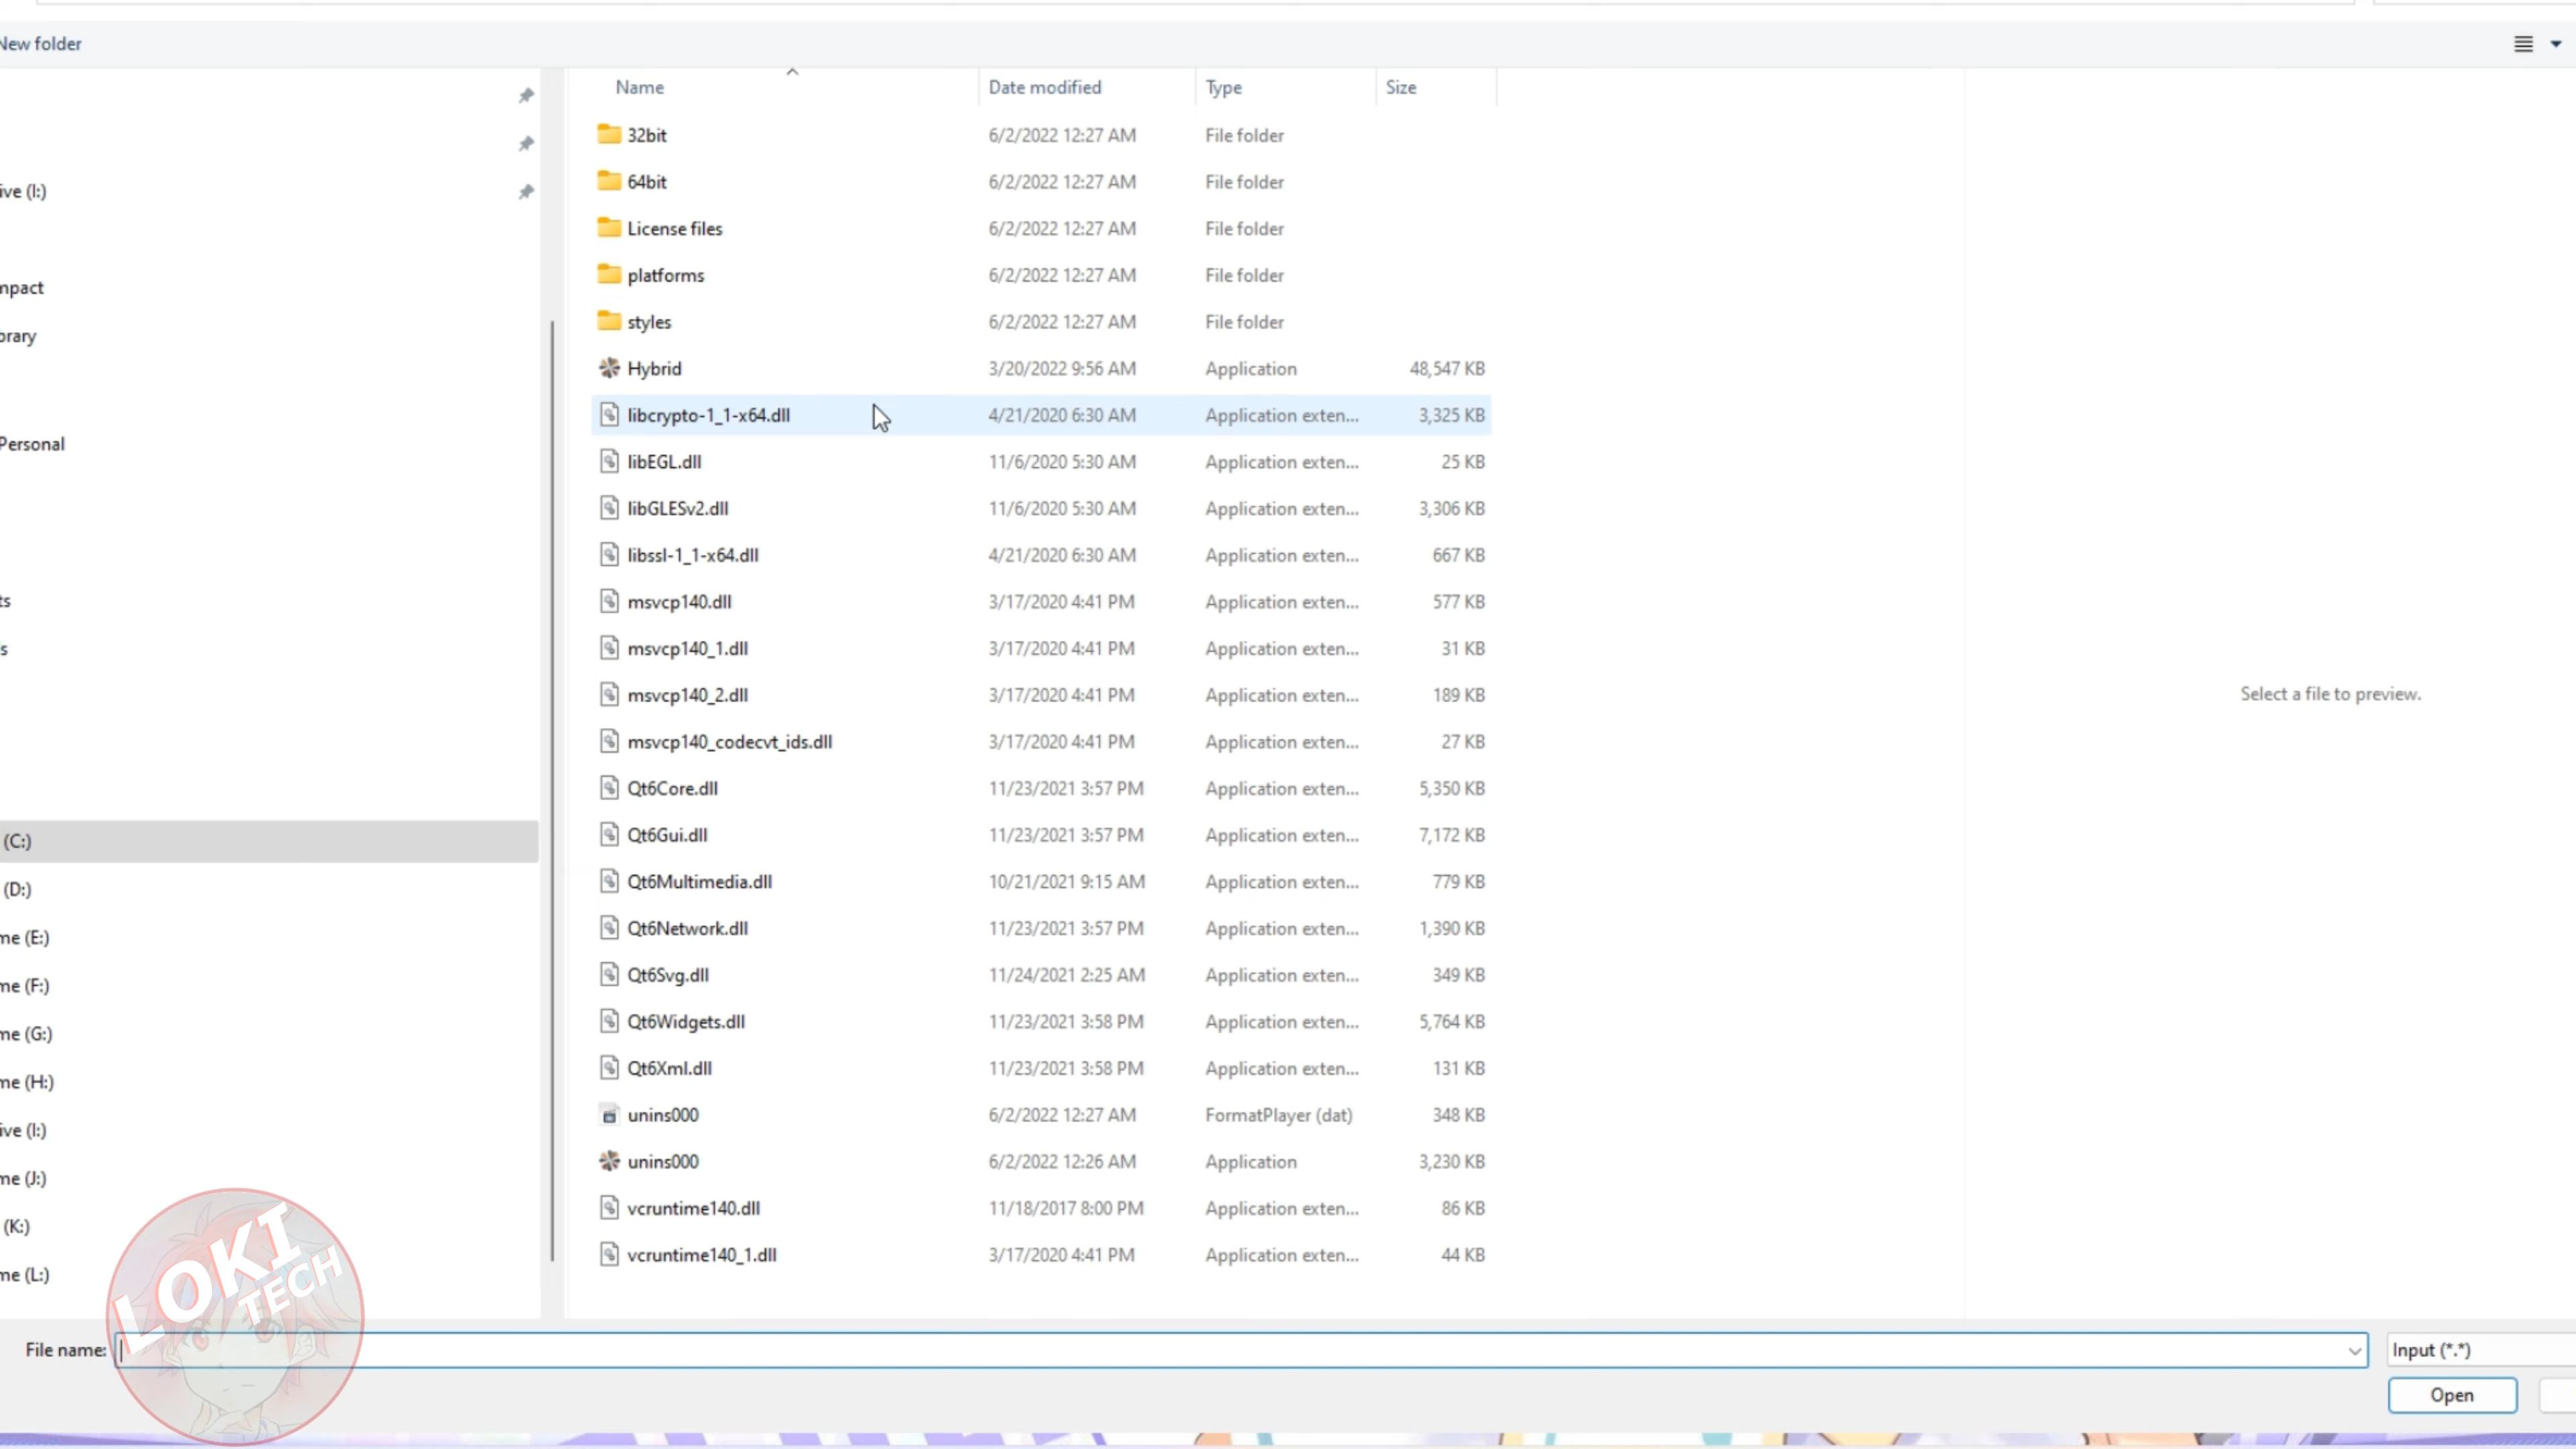 New folder
Name Date modified Type Size
32bit 6/2/2022 12:27 AM File folder
64bit 6/2/2022 12:27 AM File folder
ive (I:)
License files 6/2/2022 12:27 AM File folder
platforms 6/2/2022 12:27 AM File folder
mpact
styles 6/2/2022 12:27 AM File folder
brary
Hybrid 3/20/2022 9:56 AM Application 48,547 KB
libcrypto-1_1-x64.dll 4/21/2020 6:30 AM Application exten... 3,325 KB
Personal
libEGL.dll 11/6/2020 5:30 AM Application exten... 25 KB
libGLESv2.dll 11/6/2020 5:30 AM Application exten... 3,306 KB
libssl-1_1-x64.dll 4/21/2020 6:30 AM Application exten... 667 KB
ts
msvcp140.dll 3/17/2020 4:41 PM Application exten... 577 KB
s
msvcp140_1.dll 3/17/2020 4:41 PM Application exten... 31 KB
msvcp140_2.dll 3/17/2020 4:41 PM Application exten... 189 KB
Select a file to preview.
msvcp140_codecvt_ids.dll 3/17/2020 4:41 PM Application exten... 27 KB
Qt6Core.dll 11/23/2021 3:57 PM Application exten... 5,350 KB
(C:)
Qt6Gui.dll 11/23/2021 3:57 PM Application exten... 7,172 KB
(D:)
Qt6Multimedia.dll 10/21/2021 9:15 AM Application exten... 779 KB
me (E:)
Qt6Network.dll 11/23/2021 3:57 PM Application exten... 1,390 KB
me (F:)
Qt6Svg.dll 11/24/2021 2:25 AM Application exten... 349 KB
me (G:)
Qt6Widgets.dll 11/23/2021 3:58 PM Application exten... 5,764 KB
me (H:)
Qt6Xml.dll 11/23/2021 3:58 PM Application exten... 131 KB
ive (I:)
unins000 6/2/2022 12:27 AM FormatPlayer (dat) 348 KB
me (J:)
unins000 6/2/2022 12:26 AM Application 3,230 KB
(K:)
vcruntime140.dll 11/18/2017 8:00 PM Application exten... 86 KB
me (L:)
vcruntime140_1.dll 3/17/2020 4:41 PM Application exten... 44 KB
LOKI
TECH
File name: Input (*.*)
Open